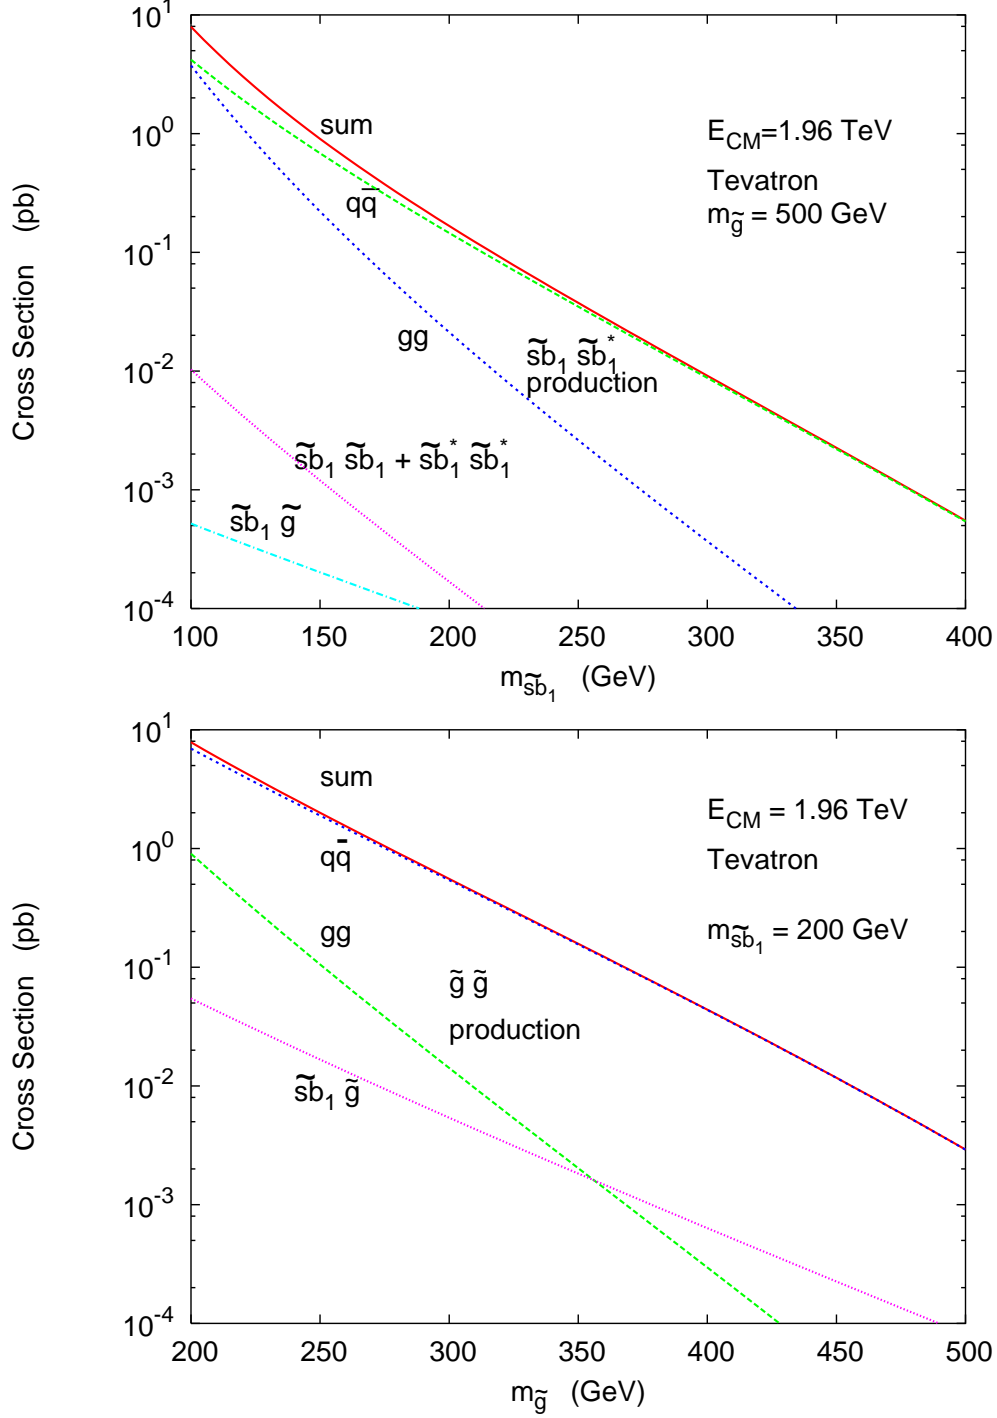 10^1
10^0
10^-1
10^-2
10^-3
10^-4
Cross Section (pb)
sum
qq̅
gg
s̃b_1 s̃b_1^*
production
s̃b_1 s̃b_1 + s̃b_1^* s̃b_1^*
s̃b_1 g̃
E_CM=1.96 TeV
Tevatron
m_g̃ = 500 GeV
100 150 200 250 300 350 400
m_s̃b_1 (GeV)
10^1
10^0
10^-1
10^-2
10^-3
10^-4
Cross Section (pb)
sum
qq̅
gg
g̃ g̃
production
s̃b_1 g̃
E_CM = 1.96 TeV
Tevatron
m_s̃b_1 = 200 GeV
200 250 300 350 400 450 500
m_g̃ (GeV)